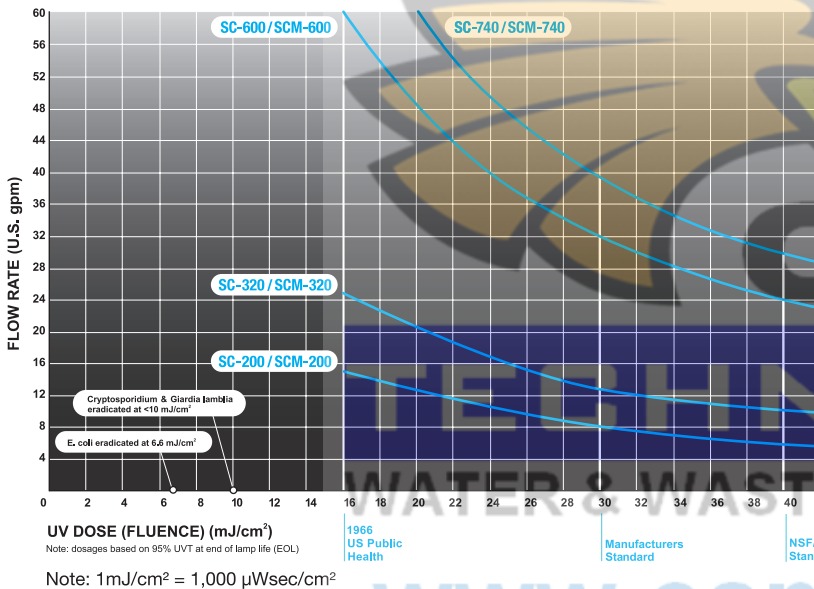 60
56
52
48
44
40
36
32
28
24
20
16
12
8
4
FLOW RATE (U.S. gpm)
SC-600/SCM-600
SC-740/SCM-740
SC-320/SCM-320
SC-200/SCM-200
Cryptosporidium & Giardia lamblia
eradicated at <10 mJ/cm²
E. coli eradicated at 6.6 mJ/cm²
TECHN
WATER & WAST
0 2 4 6 8 10 12 14 16 20 24 28 30 32 34 36 38 40
UV DOSE (FLUENCE) (mJ/cm²)
Note: dosages based on 95% UVT at end of lamp life (EOL)
1966
US Public
Health
Manufacturers
Standard
NSF/
Stan
Note: 1mJ/cm² = 1,000 µWsec/cm²